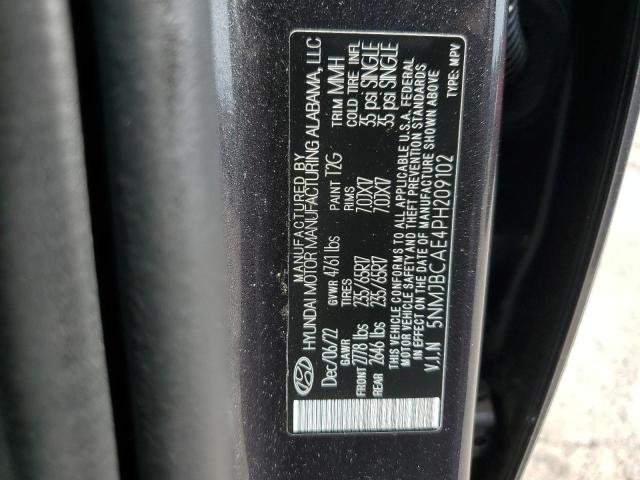 MANUFACTURED BY
HYUNDAI MOTOR MANUFACTURING ALABAMA, LLC
Dec/06/22 GVWR 4761lbs PAINT T2G TRIM MMH
GAWR TIRES RIMS COLD TIRE INFL
FRONT 2778 lbs 235/65R17 7.0JX17 35 psi SINGLE
REAR 2646 lbs 235/65R17 7.0JX17 35 psi SINGLE
THIS VEHICLE CONFORMS TO ALL APPLICABLE U.S.A. FEDERAL
MOTOR VEHICLE SAFETY AND THEFT PREVENTION STANDARDS
IN EFFECT ON THE DATE OF MANUFACTURE SHOWN ABOVE
V.I.N 5NMJBCAE4PH209102 TYPE: MPV